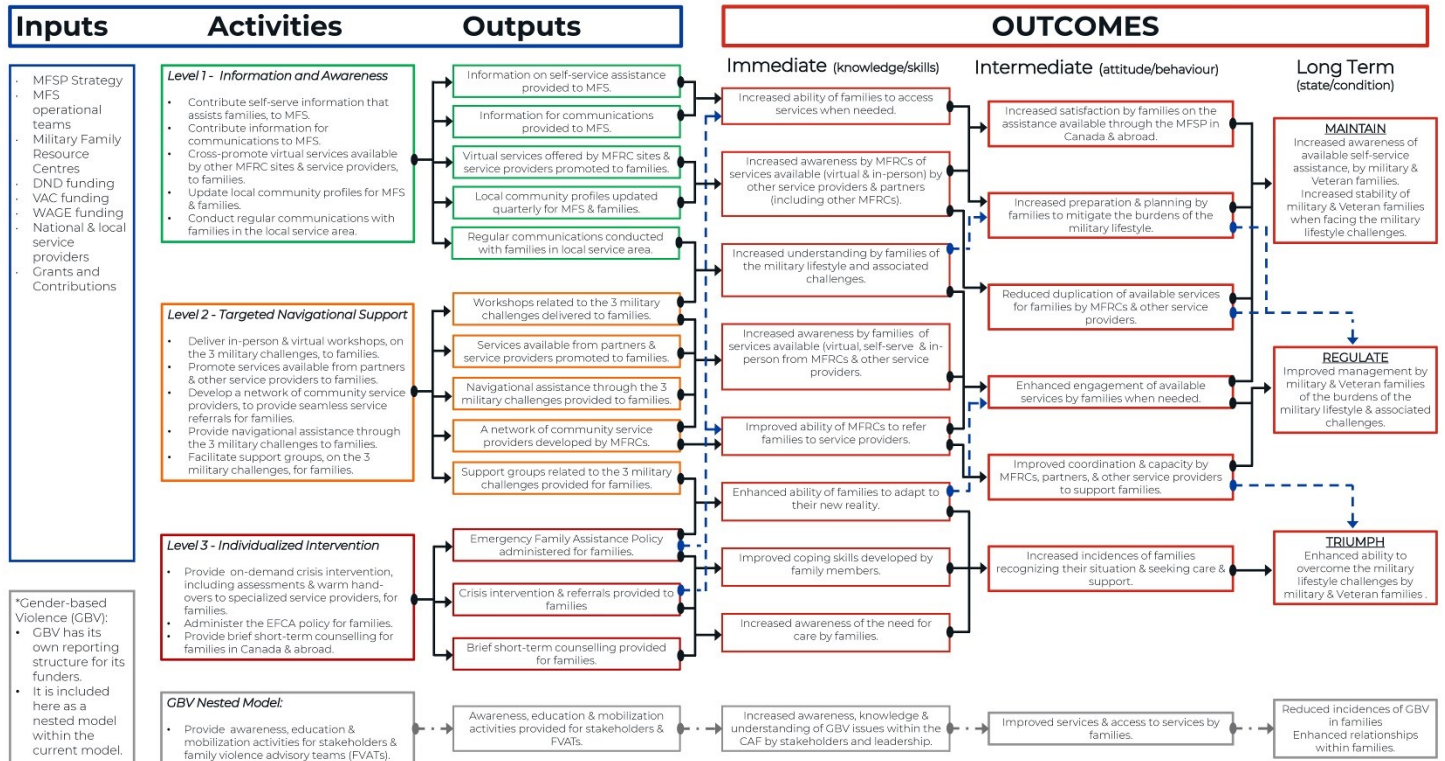 Inputs
Activities
Outputs
OUTCOMES
· MFSP Strategy
· MFS
operational
teams
· Military Family
Resource
Centres
· DND funding
· VAC funding
· WAGE funding
· National & local
service
providers
· Grants and
Contributions
*Gender-based
Violence (GBV):
• GBV has its
own reporting
structure for its
funders.
• It is included
here as a
nested model
within the
current model.
Level 1 - Information and Awareness
• Contribute self-serve information that
assists families, to MFS.
• Contribute information for
communications to MFS.
• Cross-promote virtual services available
by other MFRC sites & service providers,
to families.
• Update local community profiles for MFS
& families.
• Conduct regular communications with
families in the local service area.
Level 2 - Targeted Navigational Support
• Deliver in-person & virtual workshops, on
the 3 military challenges, to families.
• Promote services available from partners
& other service providers to families.
• Develop a network of community service
providers, to provide seamless service
referrals for families.
• Provide navigational assistance through
the 3 military challenges to families.
• Facilitate support groups, on the 3
military challenges, for families.
Level 3 - Individualized Intervention
• Provide on-demand crisis intervention,
including assessments & warm hand-
overs to specialized service providers, for
families.
• Administer the EFCA policy for families.
• Provide brief short-term counselling for
families in Canada & abroad.
GBV Nested Model:
• Provide awareness, education &
mobilization activities for stakeholders &
family violence advisory teams (FVATs).
Information on self-service assistance
provided to MFS.
Information for communications
provided to MFS.
Virtual services offered by MFRC sites &
service providers promoted to families.
Local community profiles updated
quarterly for MFS & families.
Regular communications conducted
with families in local service area.
Workshops related to the 3 military
challenges delivered to families.
Services available from partners
& service providers promoted to families.
Navigational assistance through the 3
military challenges provided to families.
A network of community service
providers developed by MFRCs.
Support groups related to the 3 military
challenges provided for families.
Emergency Family Assistance Policy
administered for families.
Crisis intervention & referrals provided to
families
Brief short-term counselling provided
for families.
Awareness, education & mobilization
activities provided for stakeholders &
FVATs.
Immediate (knowledge/skills)
Increased ability of families to access
services when needed.
Increased awareness by MFRCs of
services available (virtual & in-person) by
other service providers & partners
(including other MFRCs).
Increased understanding by families of
the military lifestyle and associated
challenges.
Increased awareness by families of
services available (virtual, self-serve & in-
person from MFRCs & other service
providers.
Improved ability of MFRCs to refer
families to service providers.
Enhanced ability of families to adapt to
their new reality.
Improved coping skills developed by
family members.
Increased awareness of the need for
care by families.
Increased awareness, knowledge &
understanding of GBV issues within the
CAF by stakeholders and leadership.
Intermediate (attitude/behaviour)
Increased satisfaction by families on the
assistance available through the MFSP in
Canada & abroad.
Increased preparation & planning by
families to mitigate the burdens of the
military lifestyle.
Reduced duplication of available services
for families by MFRCs & other service
providers.
Enhanced engagement of available
services by families when needed.
Improved coordination & capacity by
MFRCs, partners, & other service providers
to support families.
Increased incidences of families
recognizing their situation & seeking care &
support.
Improved services & access to services by
families.
Long Term
(state/condition)
MAINTAIN
Increased awareness of
available self-service
assistance, by military &
Veteran families.
Increased stability of
military & Veteran families
when facing the military
lifestyle challenges.
REGULATE
Improved management by
military & Veteran families
of the burdens of the
military lifestyle & associated
challenges.
TRIUMPH
Enhanced ability to
overcome the military
lifestyle challenges by
military & Veteran families .
Reduced incidences of GBV
in families
Enhanced relationships
within families.